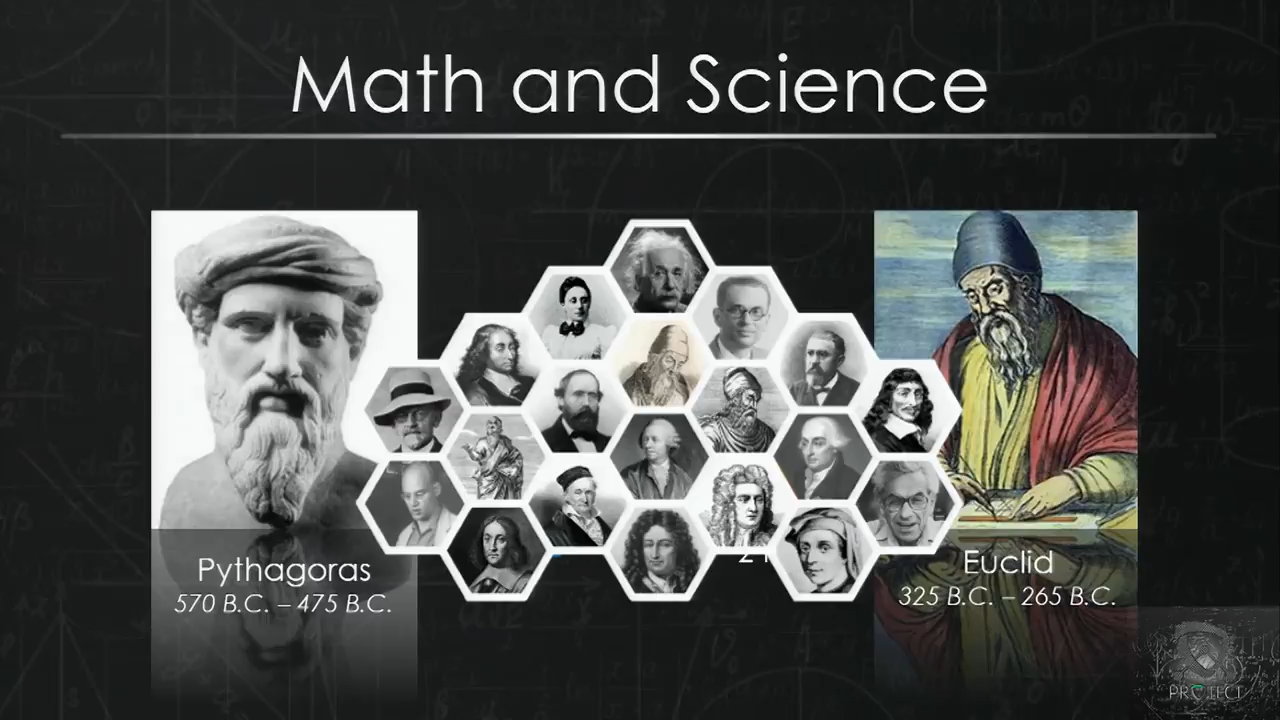 Math and Science
Pythagoras
570 B.C. – 475 B.C.
Euclid
325 B.C. – 265 B.C.